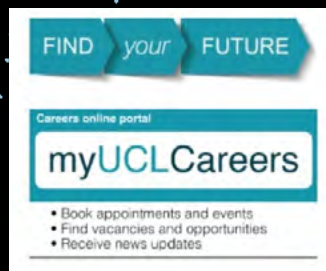 FIND your FUTURE
Careers online portal
myUCLCareers
• Book appointments and events
• Find vacancies and opportunities
• Receive news updates